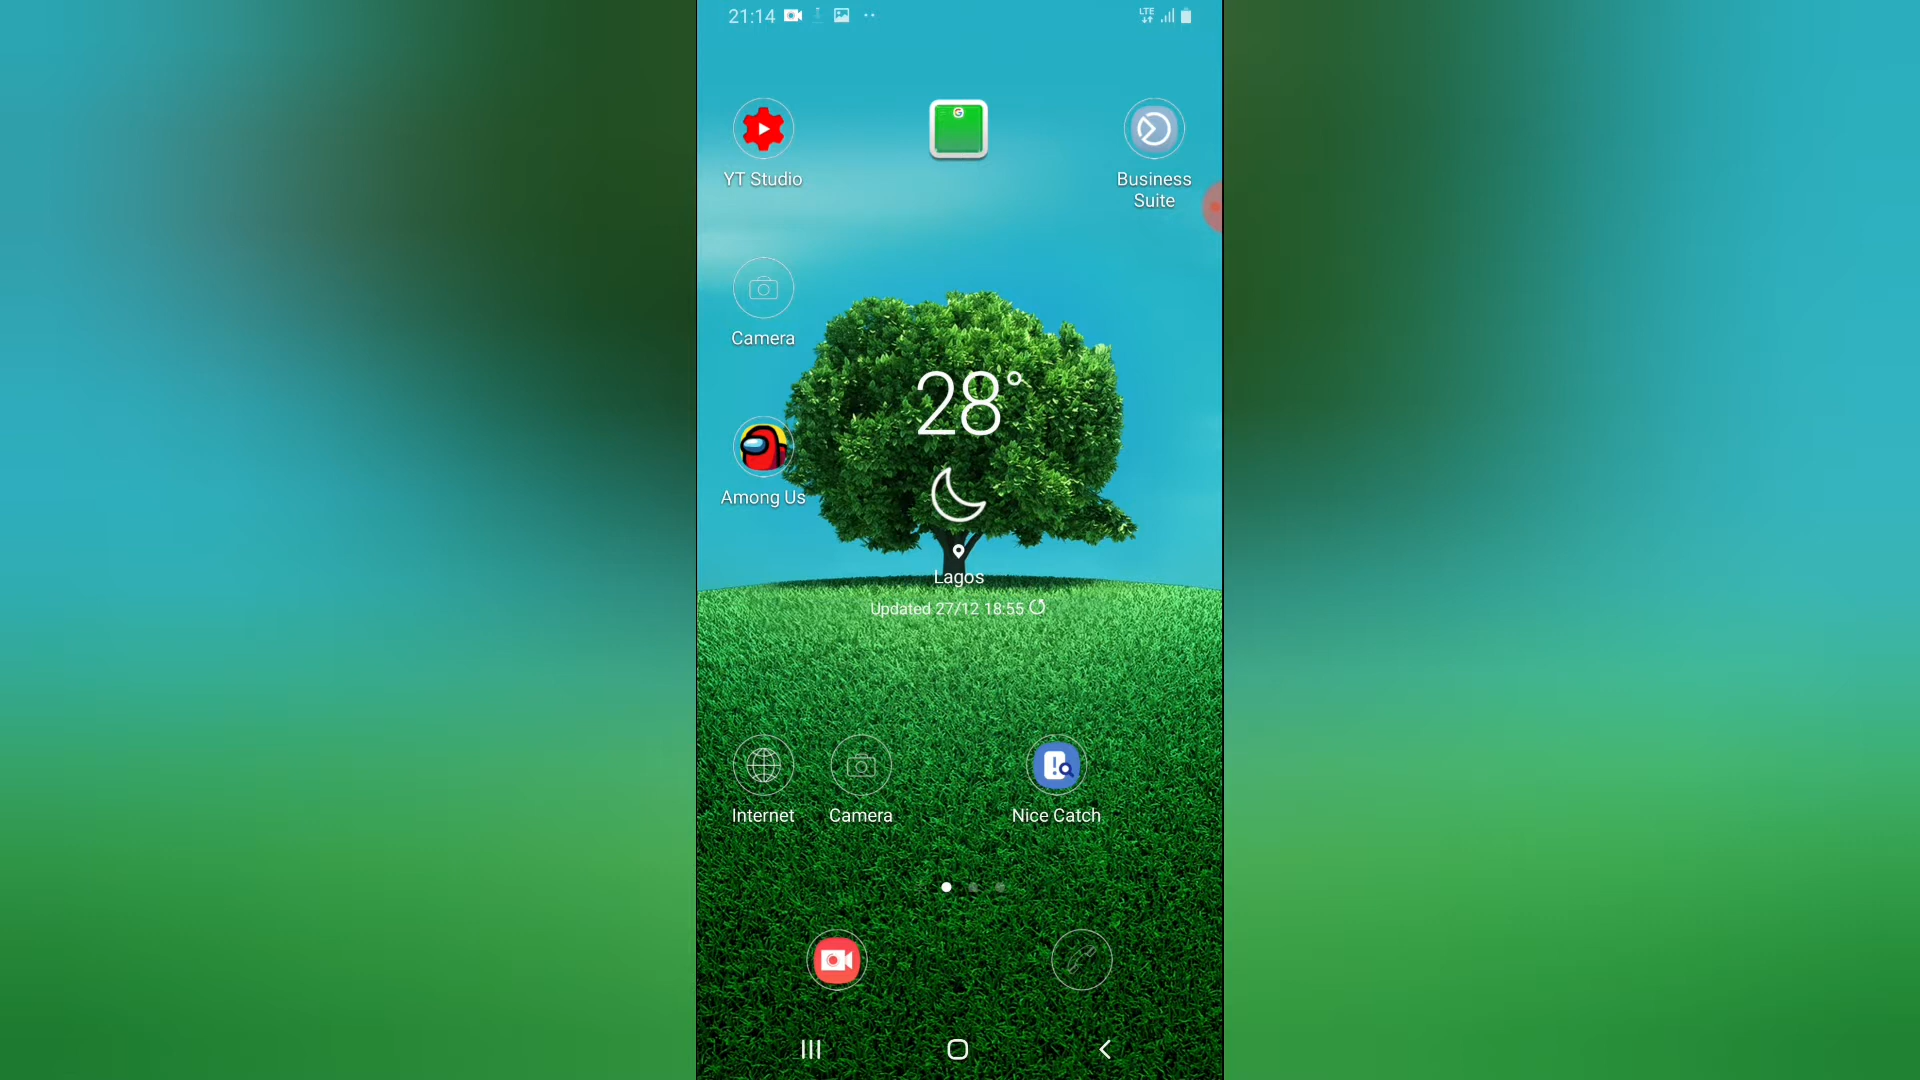 21:14
LTE
G
YT Studio
Business
Suite
Camera
28°
Among Us
Lagos
Updated 27/12 18:55
Internet
Camera
Nice Catch